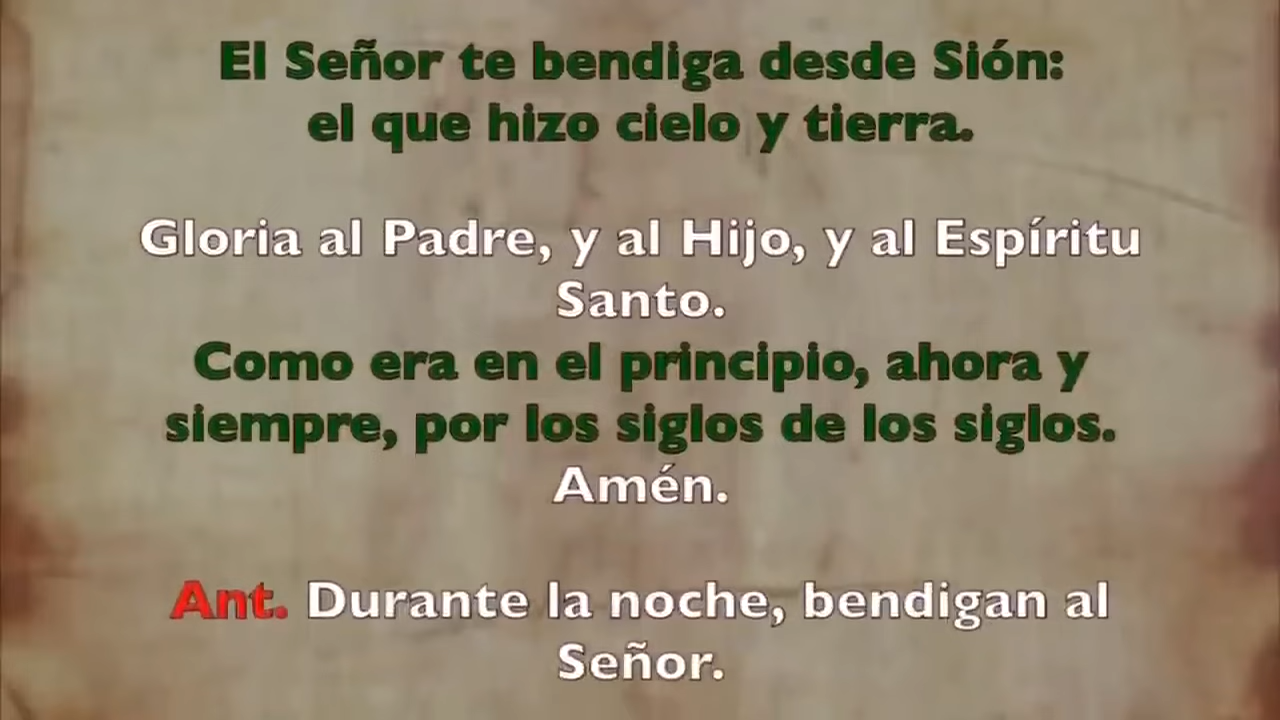 El Señor te bendiga desde Sión:
el que hizo cielo y tierra.
Gloria al Padre, y al Hijo, y al Espíritu
Santo.
Como era en el principio, ahora y
siempre, por los siglos de los siglos.
Amén.
Ant. Durante la noche, bendigan al
Señor.